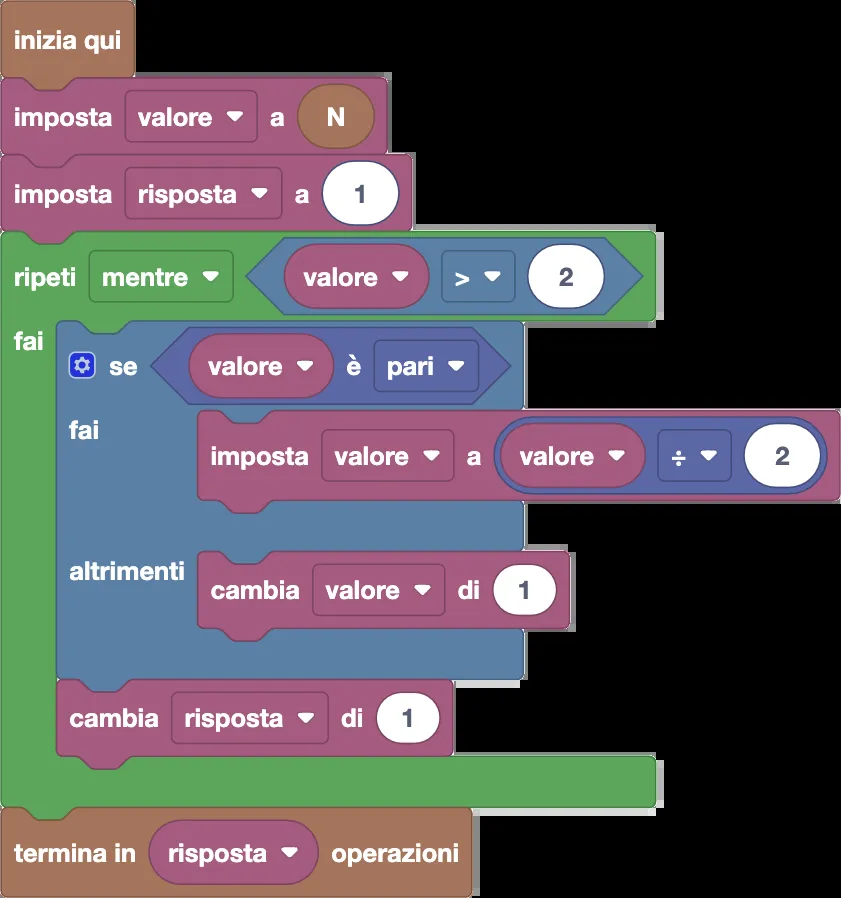 inizia qui
imposta valore a N
imposta risposta a 1
ripeti mentre valore > 2
fai
se valore è pari
fai
imposta valore a valore ÷ 2
altrimenti
cambia valore di 1
cambia risposta di 1
termina in risposta operazioni